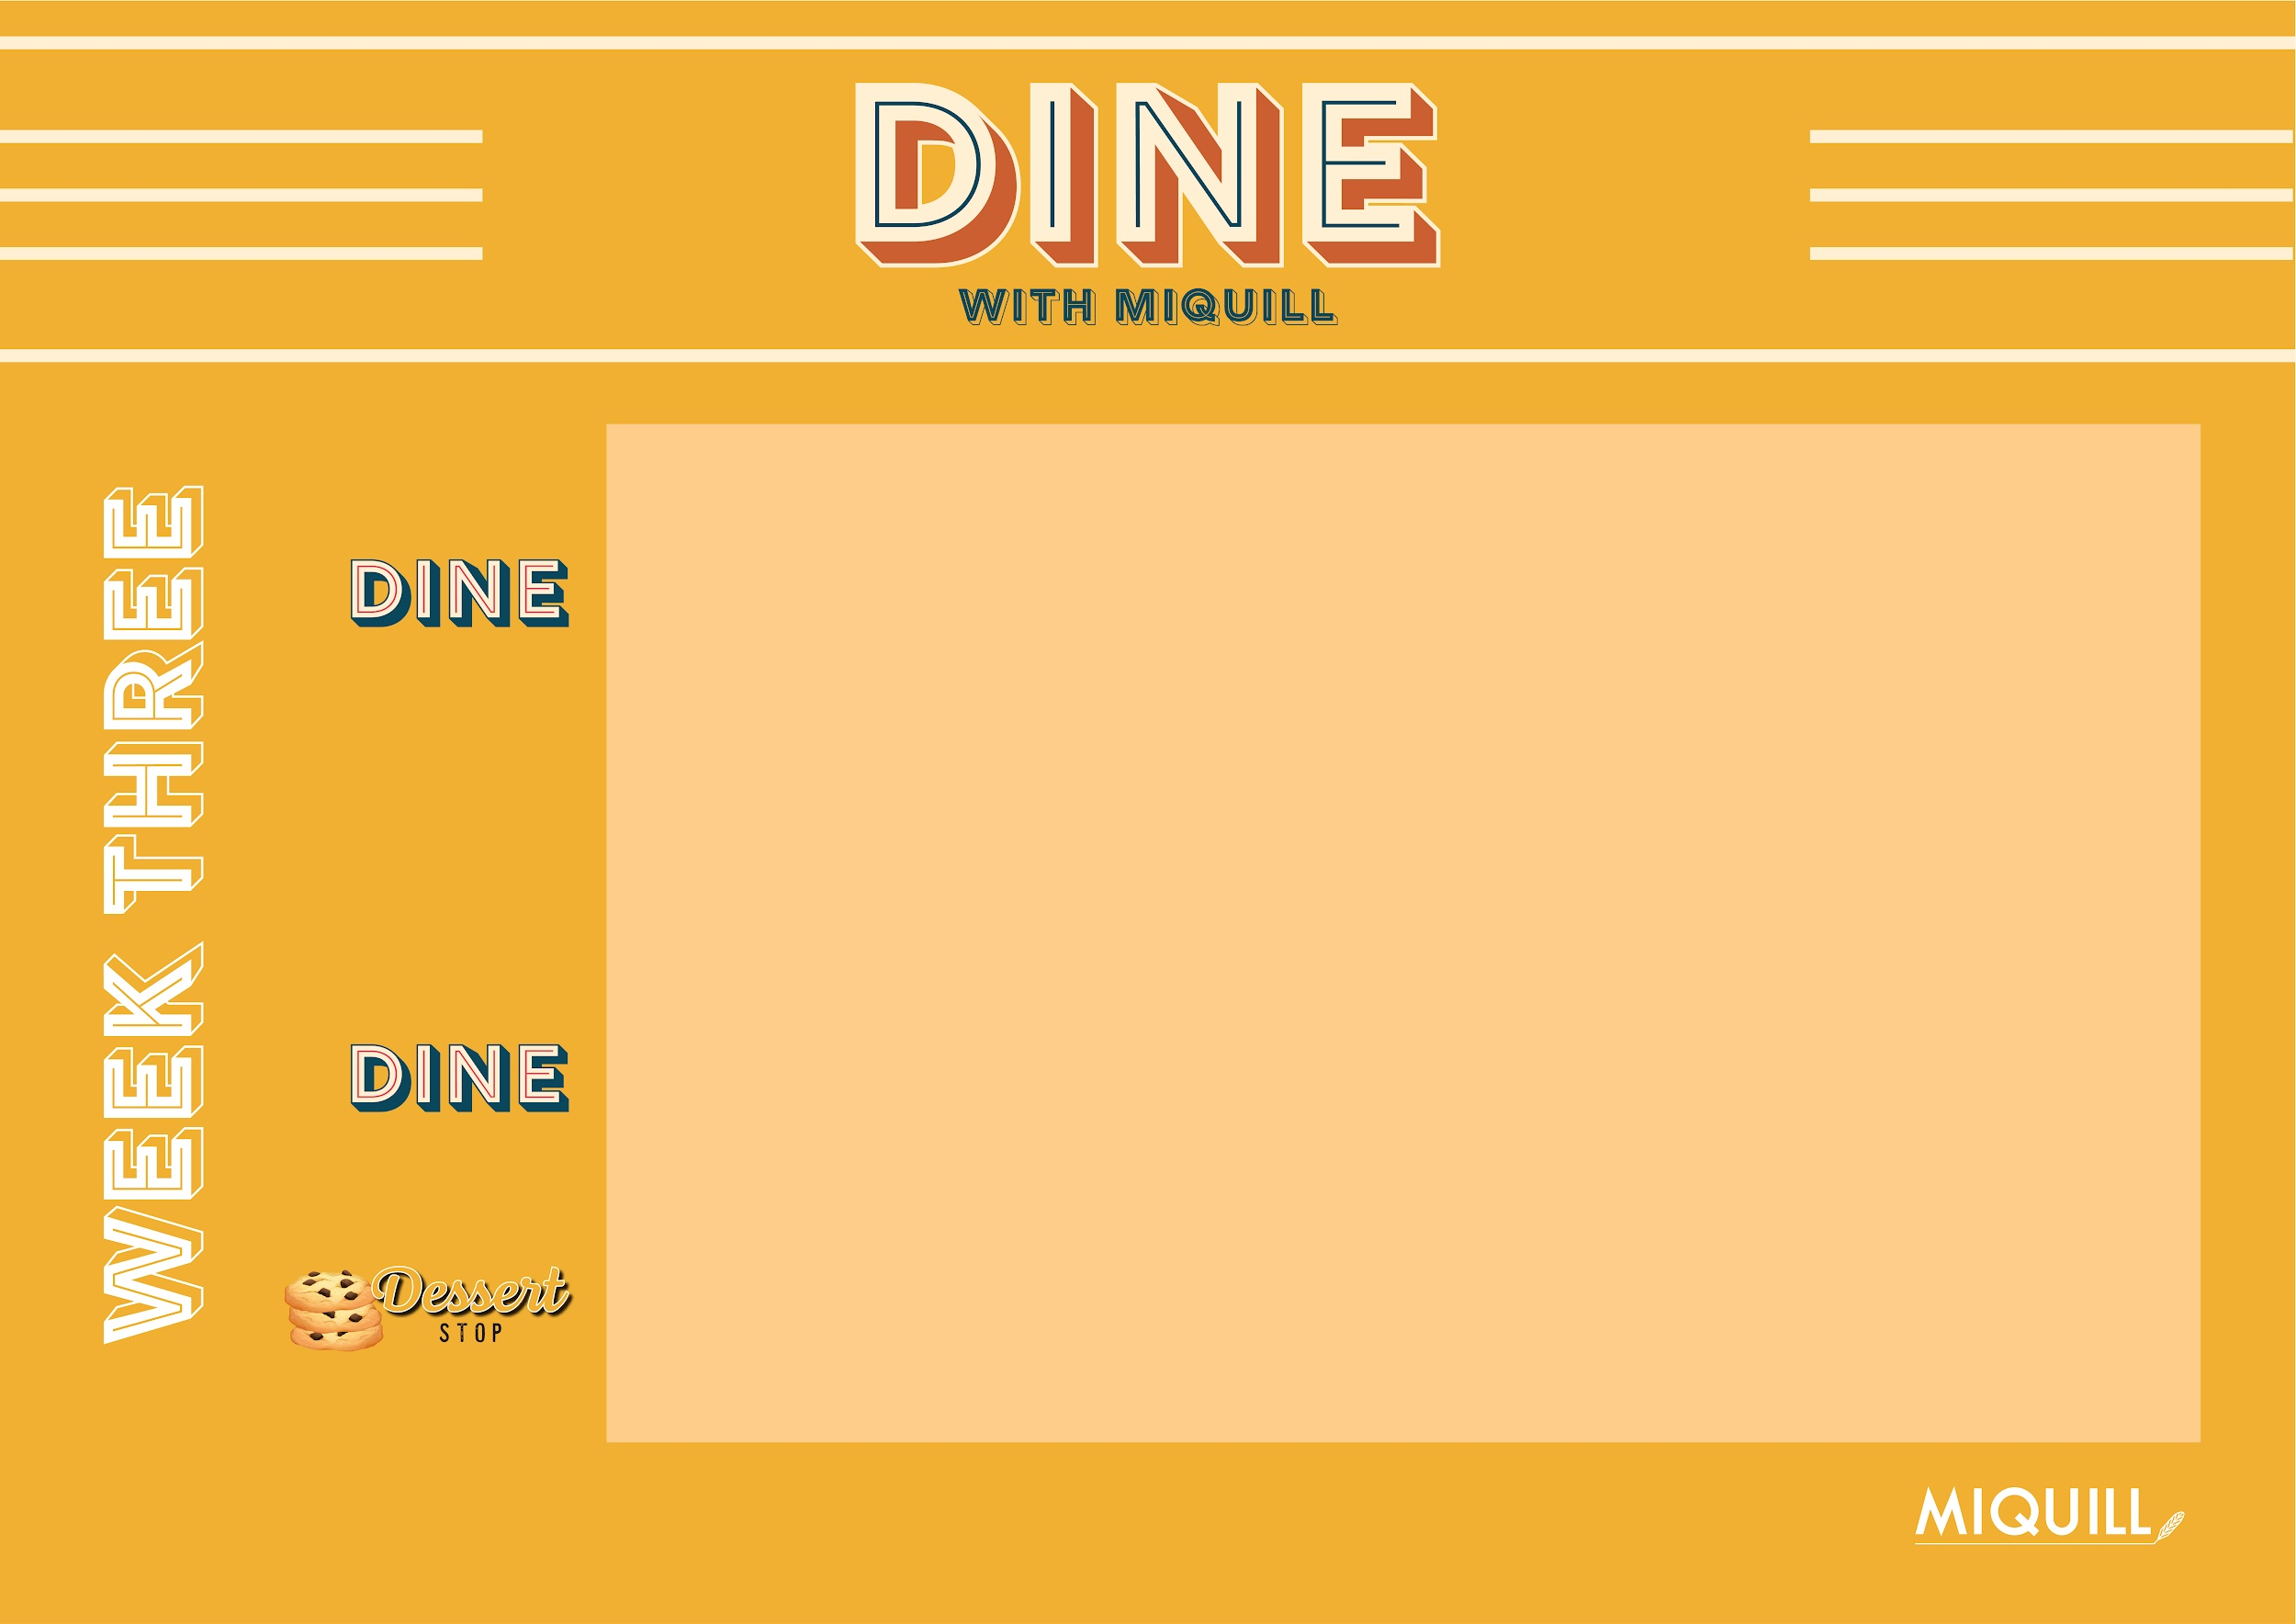 DINE
WITH MIQUILL
WEEK THREE
DINE
DINE
Dessert
STOP
MIQUILL